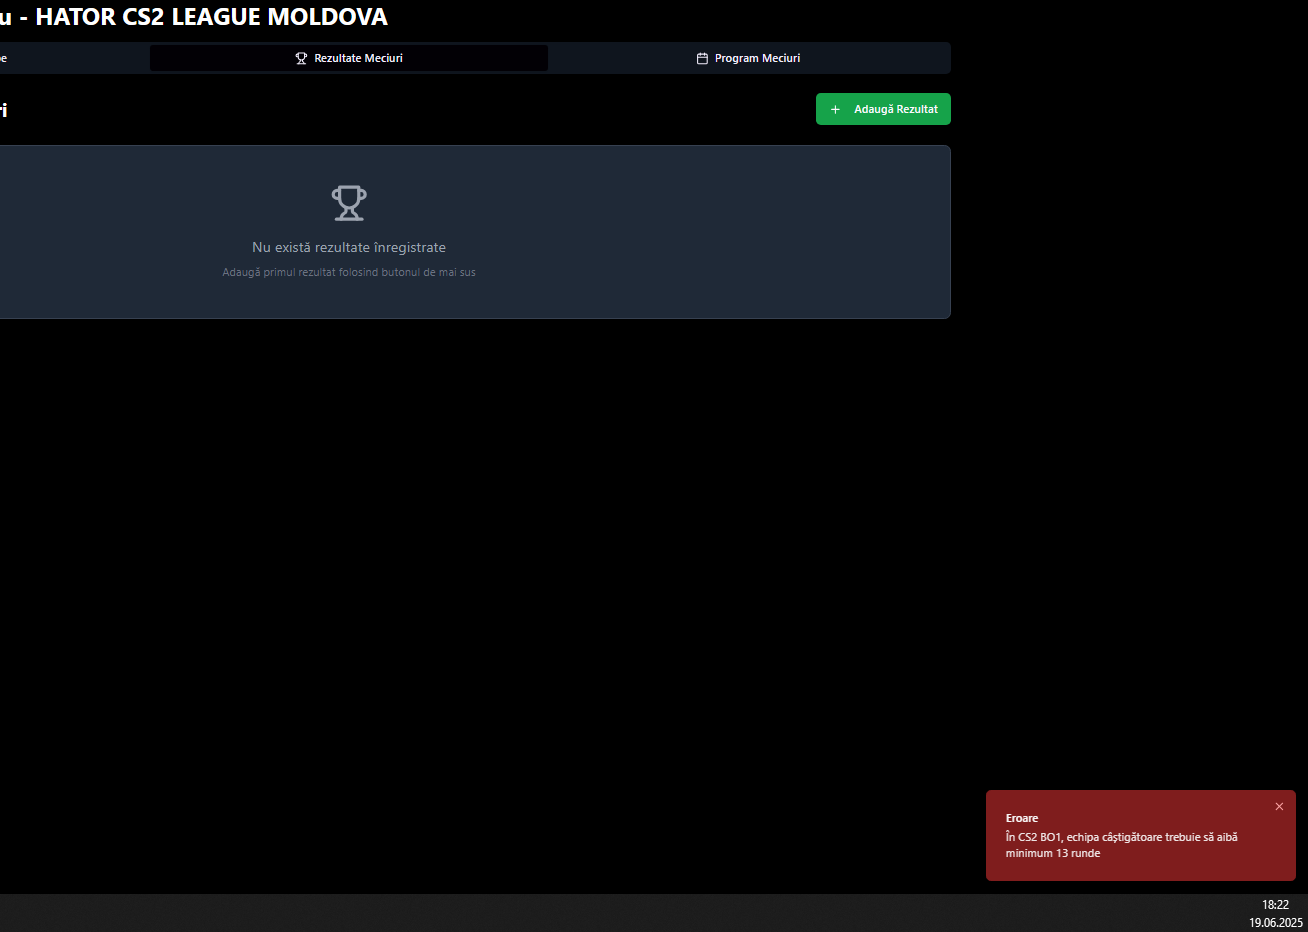 u - HATOR CS2 LEAGUE MOLDOVA
e
Rezultate Meciuri
Program Meciuri
ri
Adaugă Rezultat
Nu există rezultate înregistrate
Adaugă primul rezultat folosind butonul de mai sus
Eroare
În CS2 BO1, echipa câștigătoare trebuie să aibă
minimum 13 runde
18:22
19.06.2025